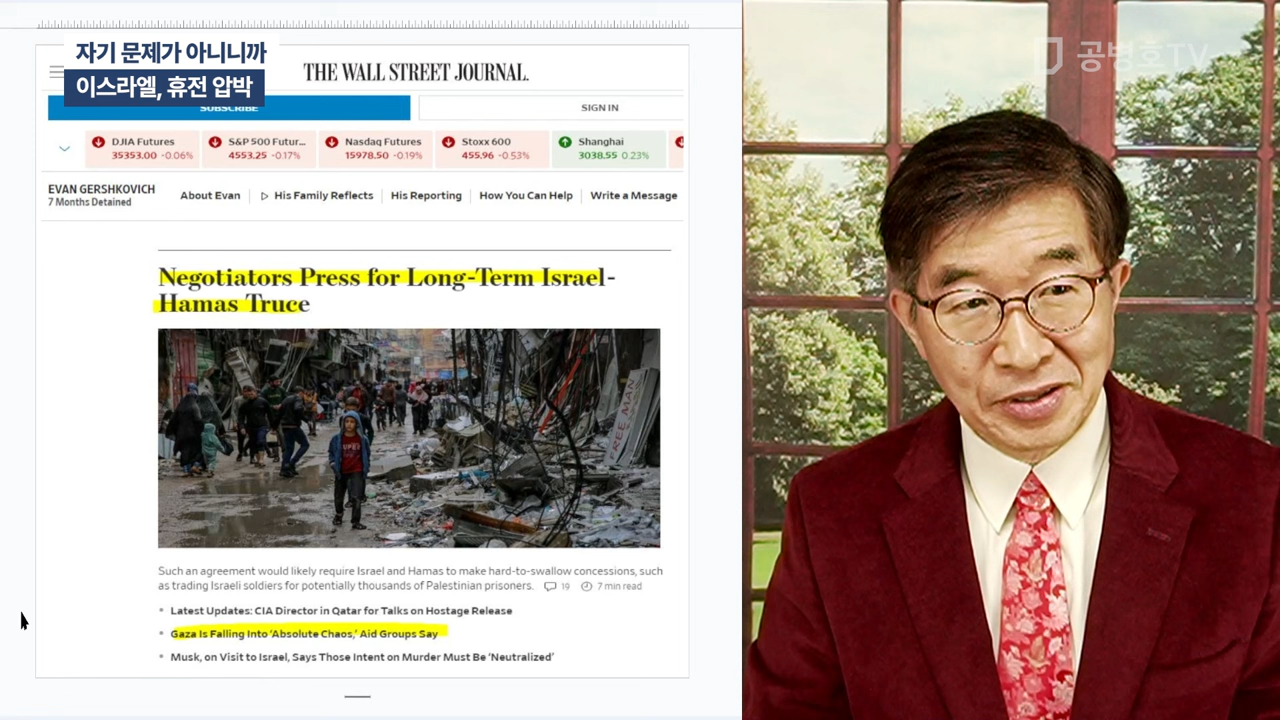 자기 문제가 아니니까
이스라엘, 휴전 압박
공병호TV
THE WALL STREET JOURNAL.
SUBSCRIBE
SIGN IN
DJIA Futures
35353.00 -0.06%
S&P 500 Futur...
4553.25 -0.17%
Nasdaq Futures
15978.50 -0.19%
Stoxx 600
455.96 -0.53%
Shanghai
3038.55 0.23%
EVAN GERSHKOVICH
7 Months Detained
About Evan
His Family Reflects
His Reporting
How You Can Help
Write a Message
Negotiators Press for Long-Term Israel-
Hamas Truce
FREE MAN
Such an agreement would likely require Israel and Hamas to make hard-to-swallow concessions, such
as trading Israeli soldiers for potentially thousands of Palestinian prisoners. 19 7 min read
Latest Updates: CIA Director in Qatar for Talks on Hostage Release
Gaza Is Falling Into ‘Absolute Chaos,’ Aid Groups Say
Musk, on Visit to Israel, Says Those Intent on Murder Must Be ‘Neutralized’